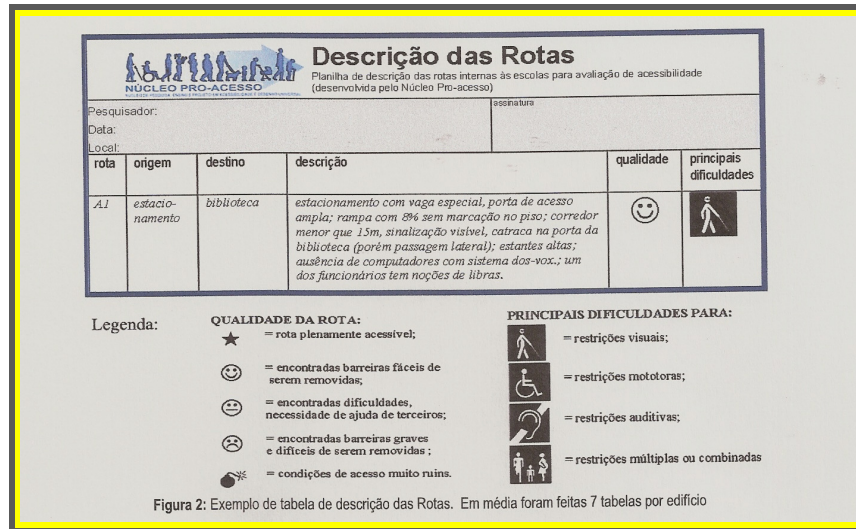 Descrição das Rotas
Planilha de descrição das rotas internas às escolas para avaliação de acessibilidade
(desenvolvida pelo Núcleo Pro-acesso)
NÚCLEO PRO-ACESSO
assinatura
Pesquisador:
Data:
Local:
rota origem destino descrição qualidade principais
dificuldades
A1 estacio- biblioteca estacionamento com vaga especial, porta de acesso
namento ampla; rampa com 8% sem marcação no piso; corredor
menor que 15m, sinalização visível, catraca na porta da
biblioteca (porém passagem lateral); estantes altas;
ausência de computadores com sistema dos-vox.; um
dos funcionários tem noções de libras.
Legenda:
QUALIDADE DA ROTA:
= rota plenamente acessível;
= encontradas barreiras fáceis de
serem removidas;
= encontradas dificuldades,
necessidade de ajuda de terceiros;
= encontradas barreiras graves
e difíceis de serem removidas ;
= condições de acesso muito ruins.
PRINCIPAIS DIFICULDADES PARA:
= restrições visuais;
= restrições mototoras;
= restrições auditivas;
= restrições múltiplas ou combinadas
Figura 2: Exemplo de tabela de descrição das Rotas. Em média foram feitas 7 tabelas por edifício